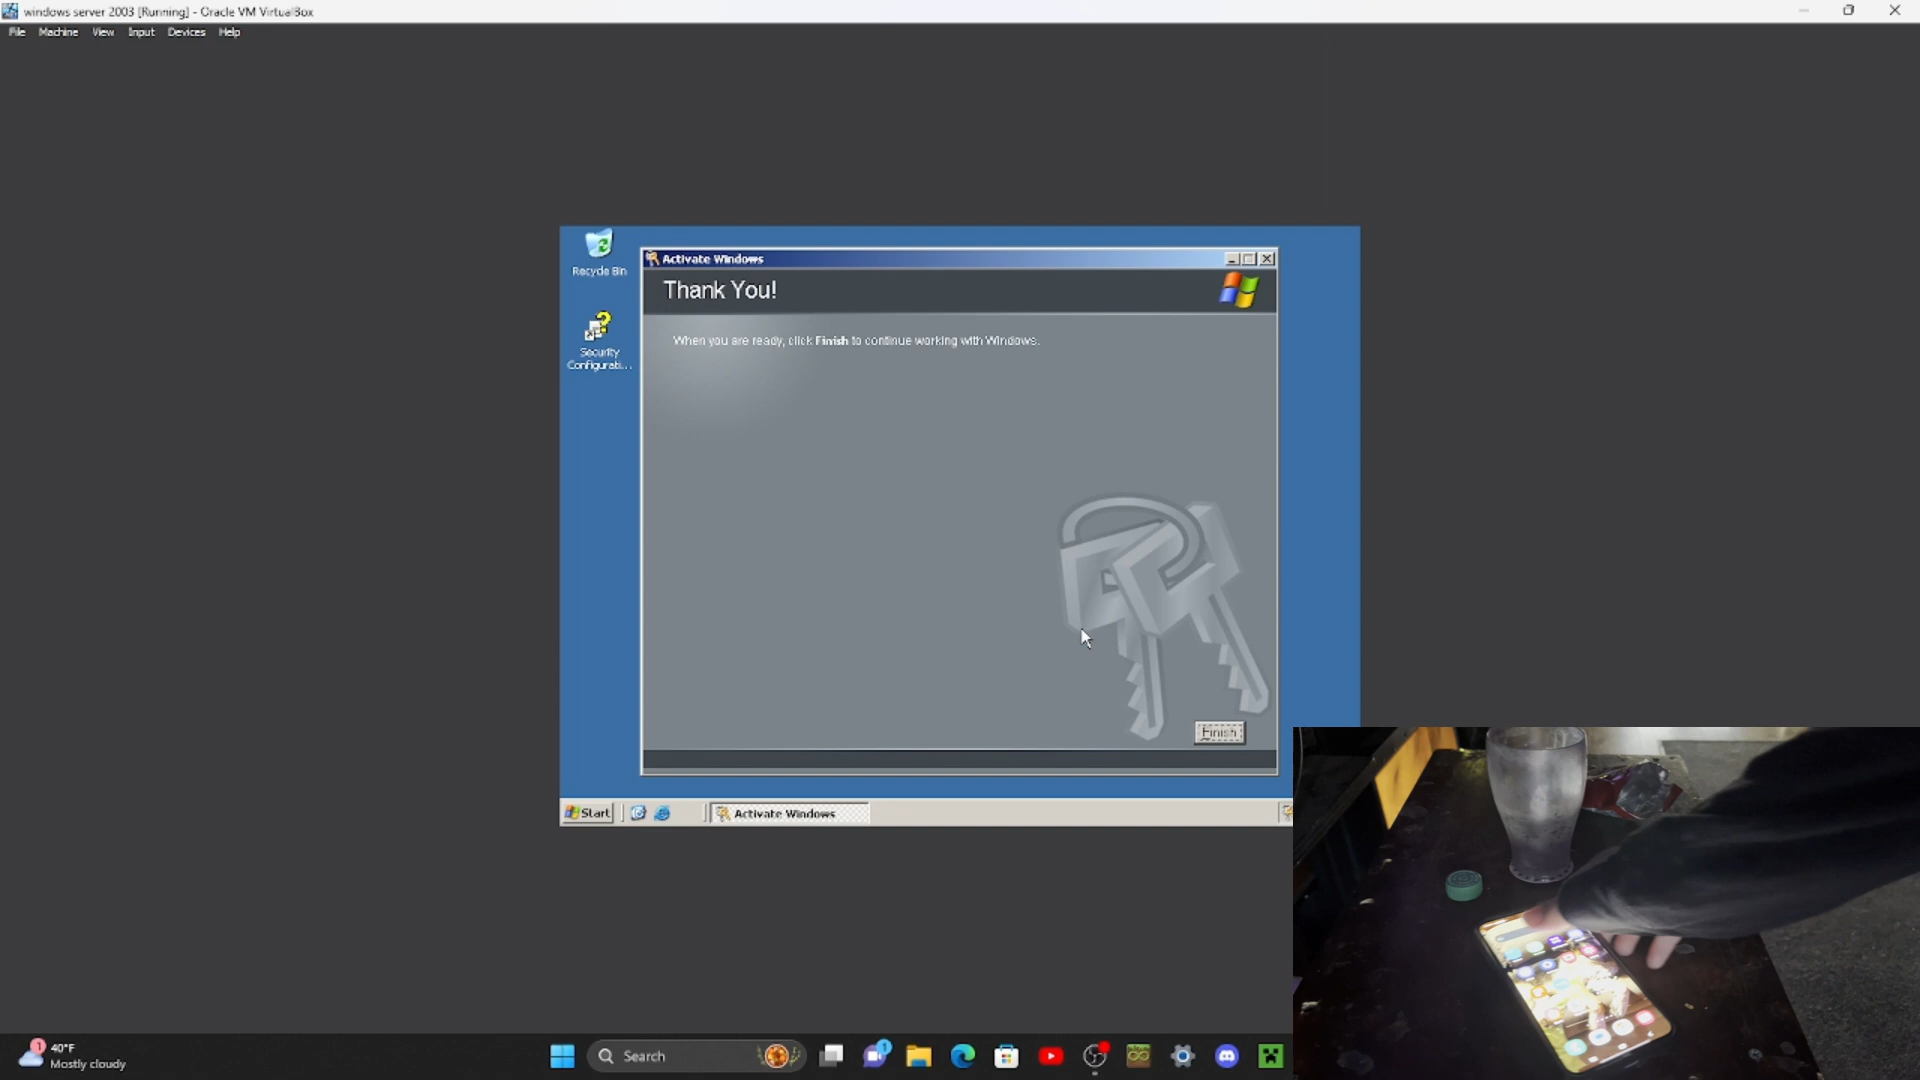 windows server 2003 [Running] - Oracle VM VirtualBox
File Machine View Input Devices Help
Recycle Bin
Security
Configurati...
Activate Windows
Thank You!
When you are ready, click Finish to continue working with Windows.
Finish
Start
Activate Windows
1
40°F
Mostly cloudy
Search
1